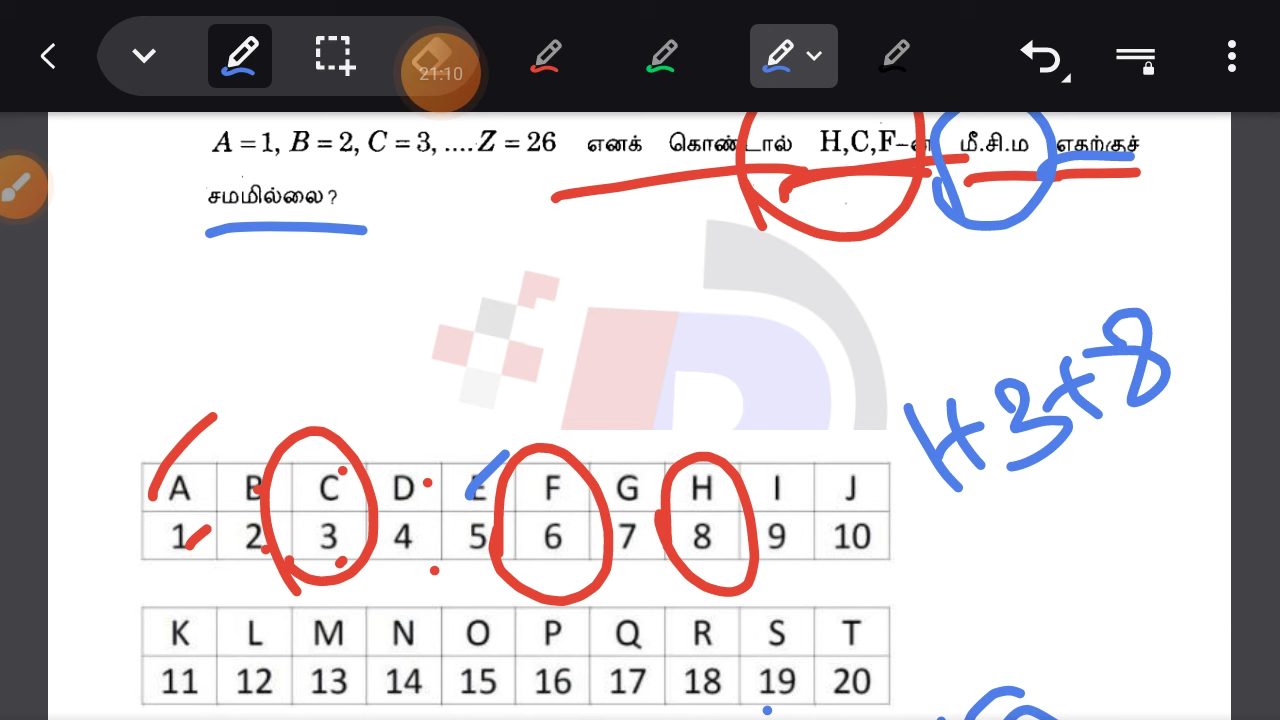 21:10
A = 1, B = 2, C = 3, ....Z = 26 எனக் கொண்டால் H,C,F-ன் மீ.சி.ம எதற்குச்
சமமில்லை?
3+8
A B C D E F G H I J
1 2 3 4 5 6 7 8 9 10
K L M N O P Q R S T
11 12 13 14 15 16 17 18 19 20